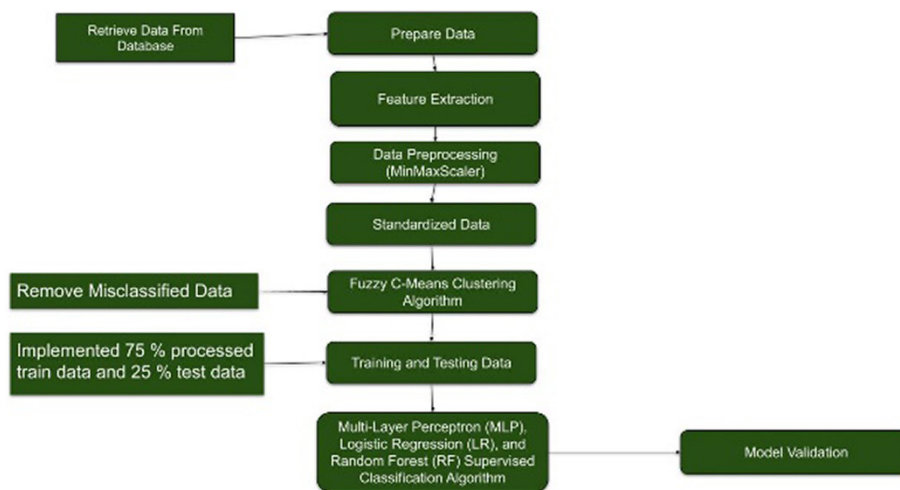 Retrieve Data From
Database
Prepare Data
Feature Extraction
Data Preprocessing
(MinMaxScaler)
Standardized Data
Remove Misclassified Data
Fuzzy C-Means Clustering
Algorithm
Implemented 75 % processed
train data and 25 % test data
Training and Testing Data
Multi-Layer Perceptron (MLP),
Logistic Regression (LR), and
Random Forest (RF) Supervised
Classification Algorithm
Model Validation